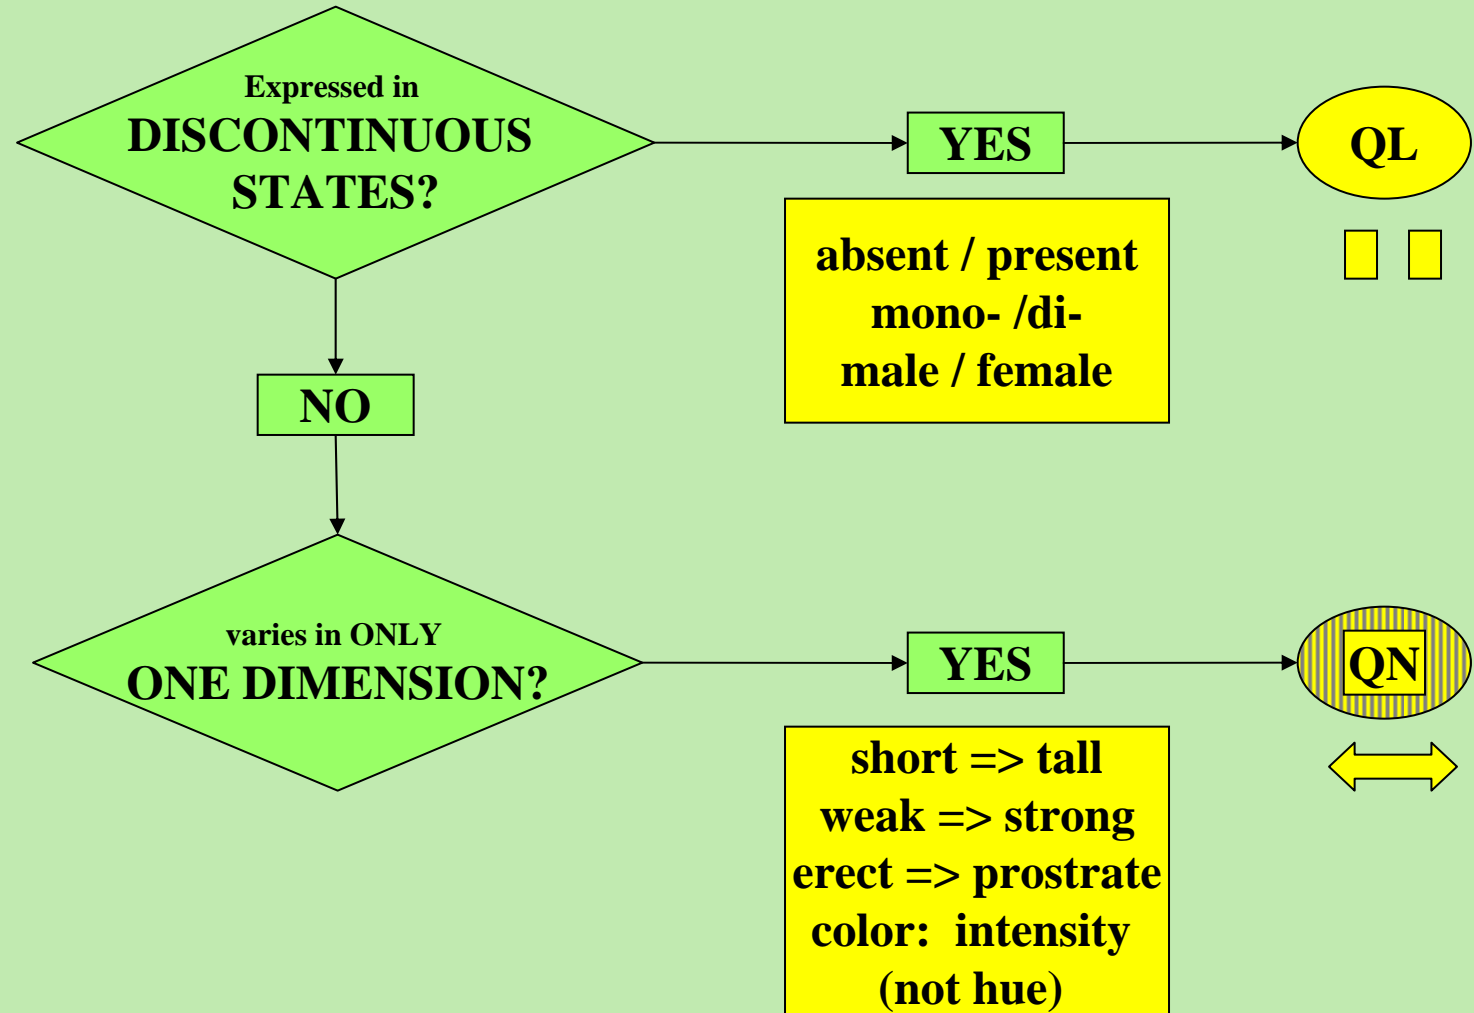 Expressed in
DISCONTINUOUS
STATES?
YES
QL
absent / present
mono- /di-
male / female
NO
varies in ONLY
ONE DIMENSION?
YES
QN
short => tall
weak => strong
erect => prostrate
color:  intensity
(not hue)